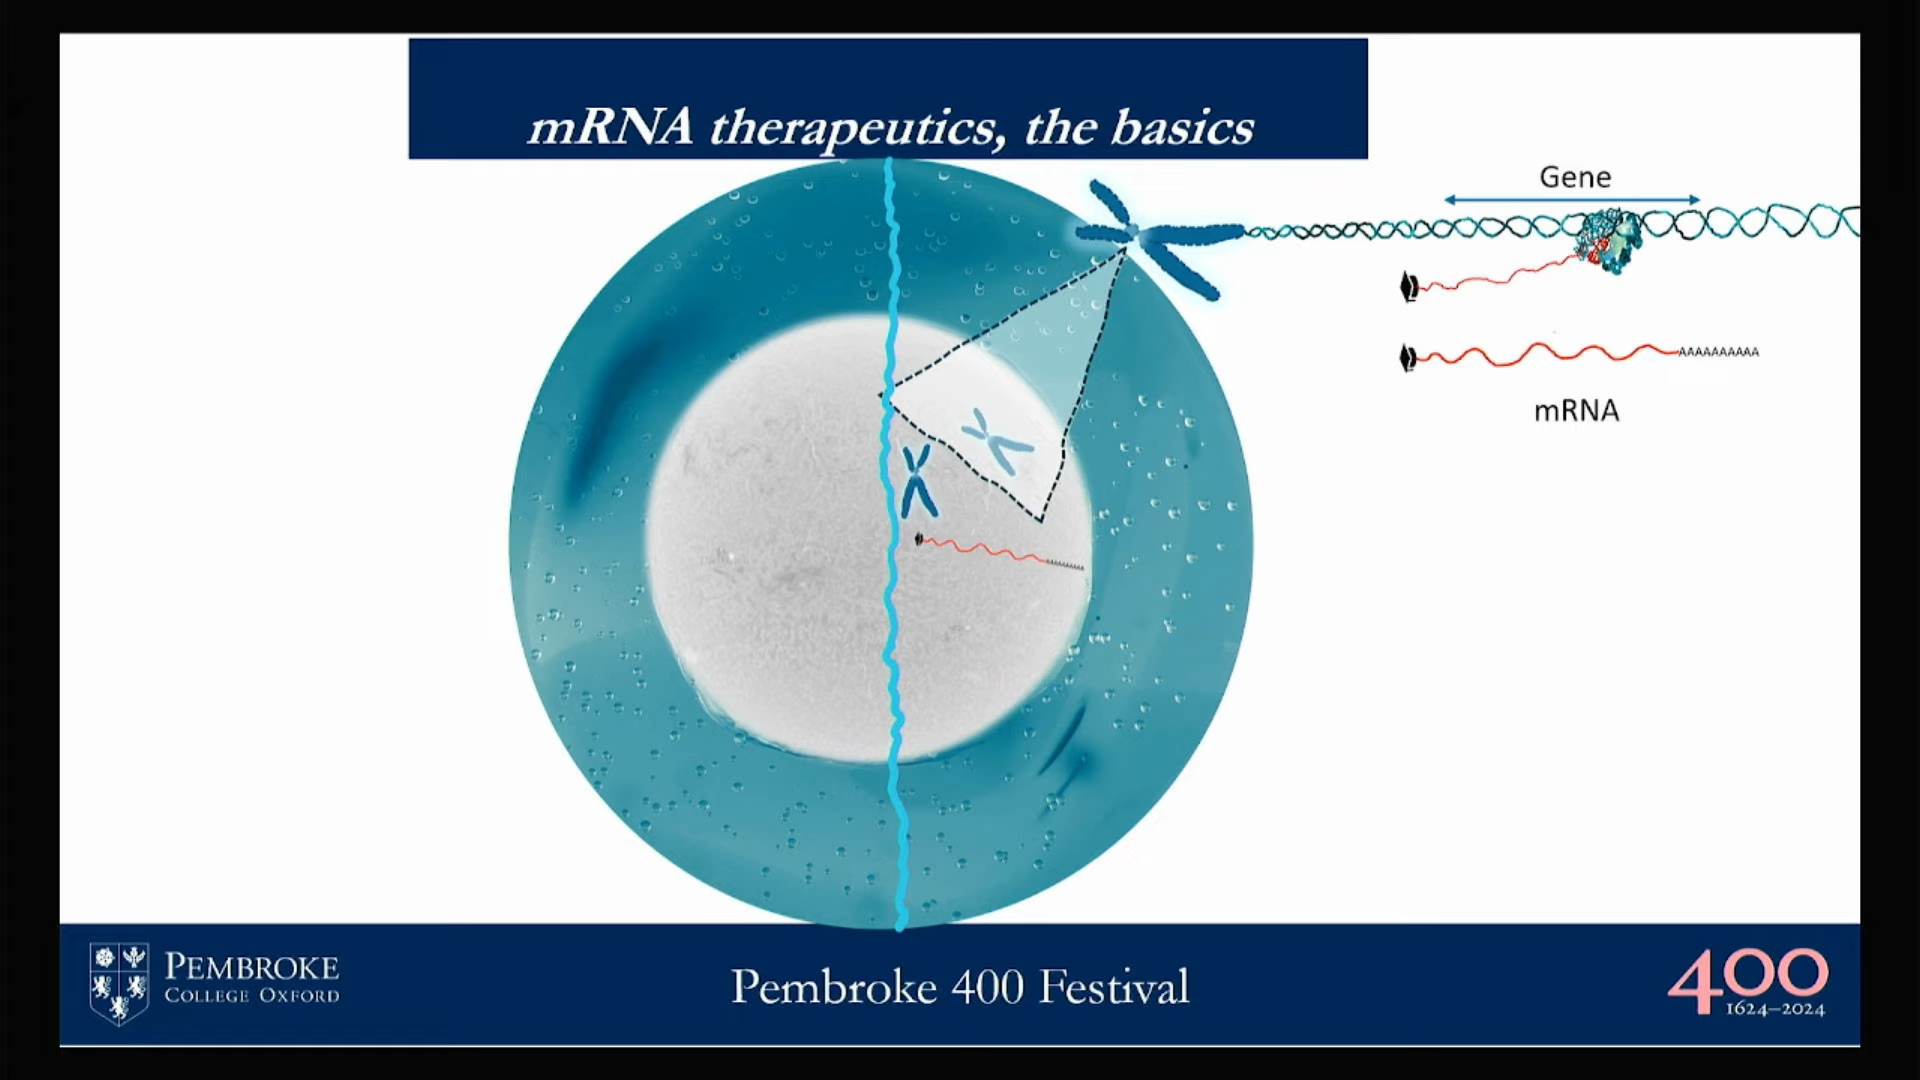 mRNA therapeutics, the basics
Gene
AAAAAAAAAA
mRNA
PEMBROKE
COLLEGE OXFORD
Pembroke 400 Festival
400
1624–2024